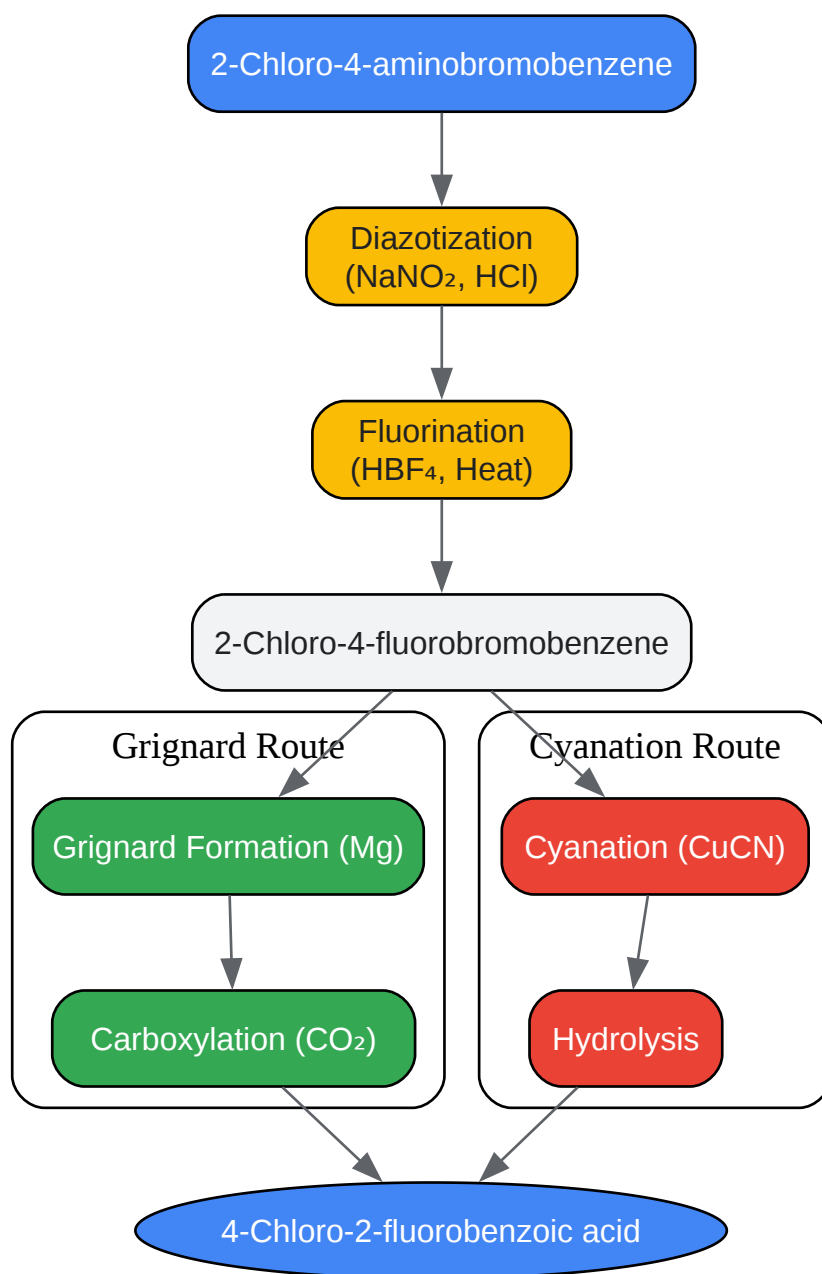 2-Chloro-4-aminobromobenzene
Diazotization
(NaNO₂, HCl)
Fluorination
(HBF₄, Heat)
2-Chloro-4-fluorobromobenzene
Grignard Route
Cyanation Route
Grignard Formation (Mg)
Cyanation (CuCN)
Carboxylation (CO₂)
Hydrolysis
4-Chloro-2-fluorobenzoic acid